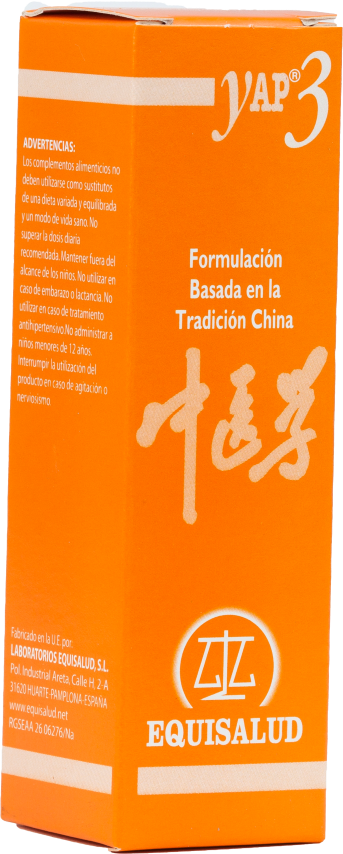 ADVERTENCIAS:
Los complementos alimenticios no
deben utilizarse como sustitutos
de una dieta variada y equilibrada
y un modo de vida sano. No
superar la dosis diaria
recomendada. Mantener fuera del
alcance de los niños. No utilizar en
caso de embarazo o lactancia. No
utilizar en caso de tratamiento
antihipertensivo. No administrar a
niños menores de 12 años.
Interrumpir la utilización del
producto en caso de agitación o
nerviosismo.
Fabricado en la U.E. por:
LABORATORIOS EQUISALUD, S.L.
Pol. Industrial Areta, Calle H, 2-A
31620 HUARTE PAMPLONA-ESPAÑA
www.equisalud.net
RGSEAA 26 06276/Na
yAP® 3
Formulación
Basada en la
Tradición China
中医学
EQUISALUD